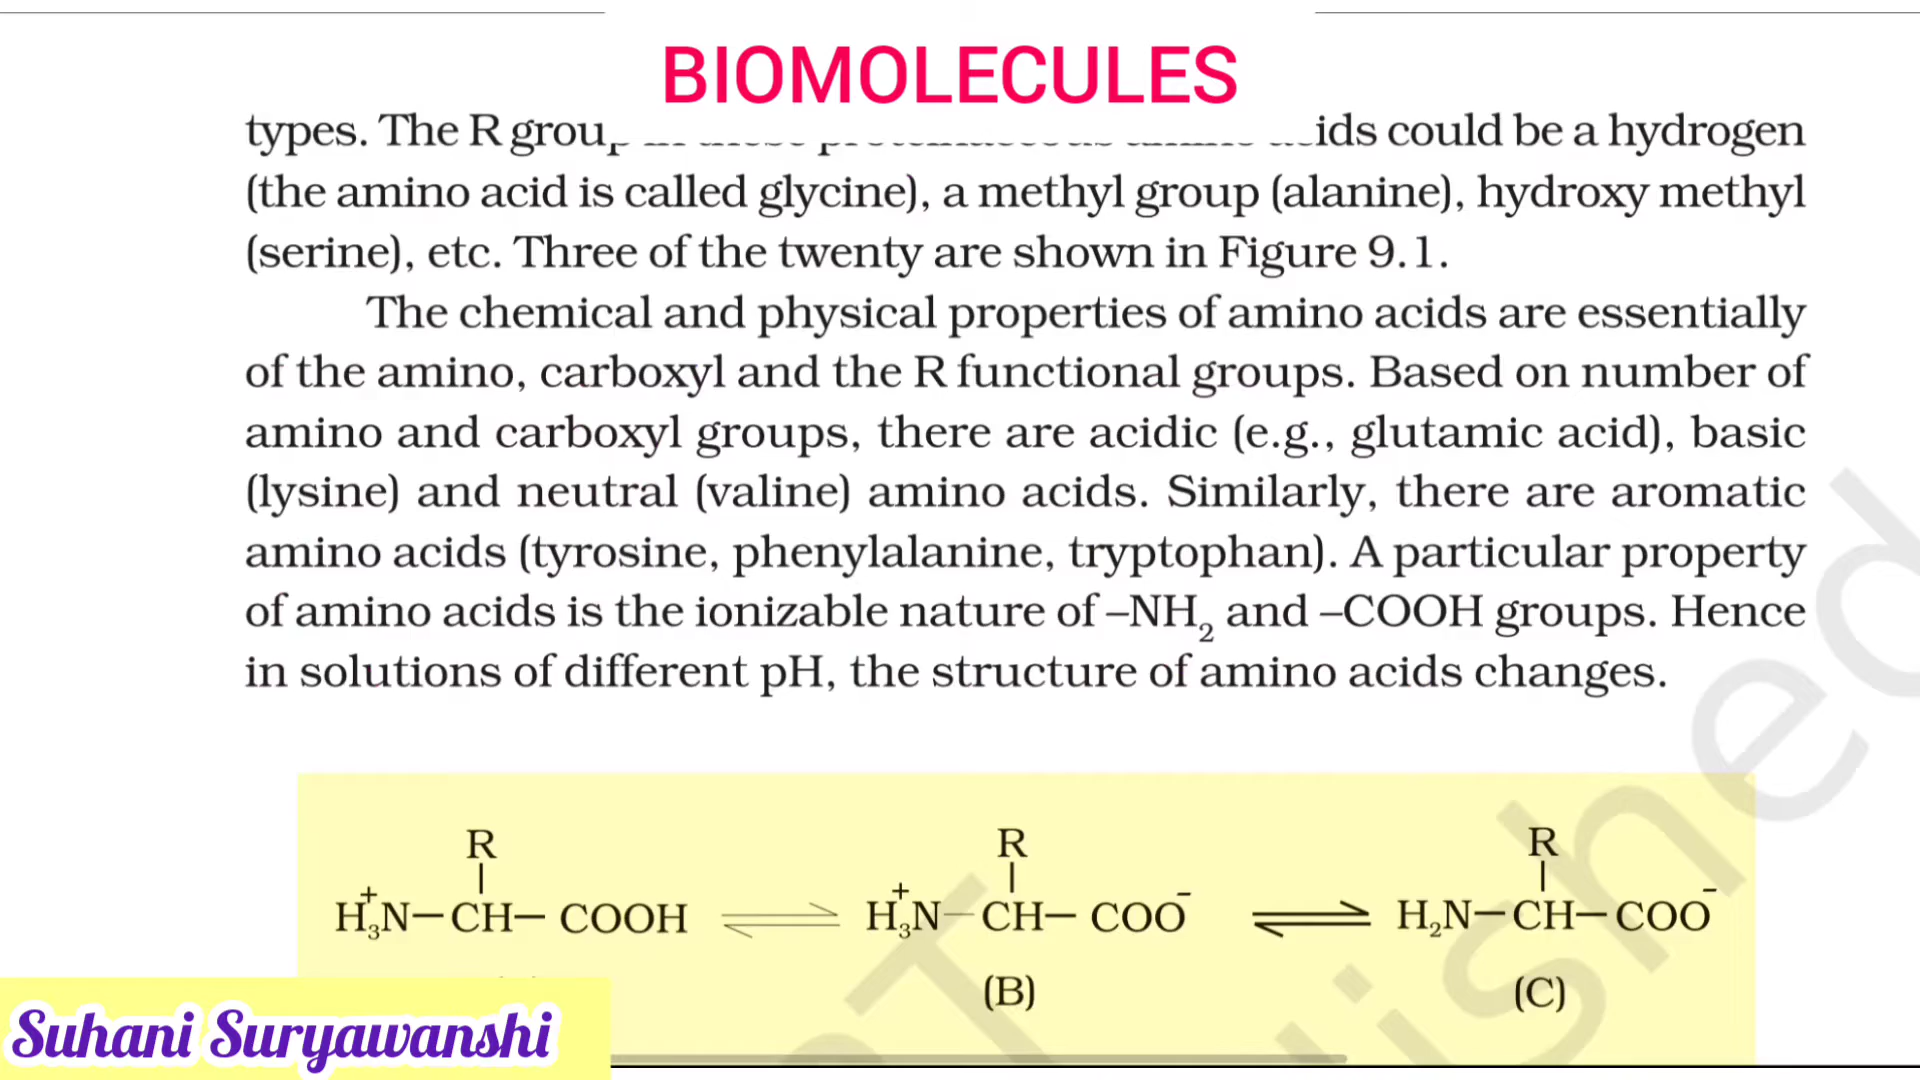 BIOMOLECULES
types. The R grou ids could be a hydrogen
(the amino acid is called glycine), a methyl group (alanine), hydroxy methyl
(serine), etc. Three of the twenty are shown in Figure 9.1.
The chemical and physical properties of amino acids are essentially
of the amino, carboxyl and the R functional groups. Based on number of
amino and carboxyl groups, there are acidic (e.g., glutamic acid), basic
(lysine) and neutral (valine) amino acids. Similarly, there are aromatic
amino acids (tyrosine, phenylalanine, tryptophan). A particular property
of amino acids is the ionizable nature of –NH₂ and –COOH groups. Hence
in solutions of different pH, the structure of amino acids changes.
R R R
H₃N⁺—CH—COOH ⇌ H₃N⁺—CH—COO⁻ ⇌ H₂N—CH—COO⁻
(B) (C)
Suhani Suryawanshi
ished